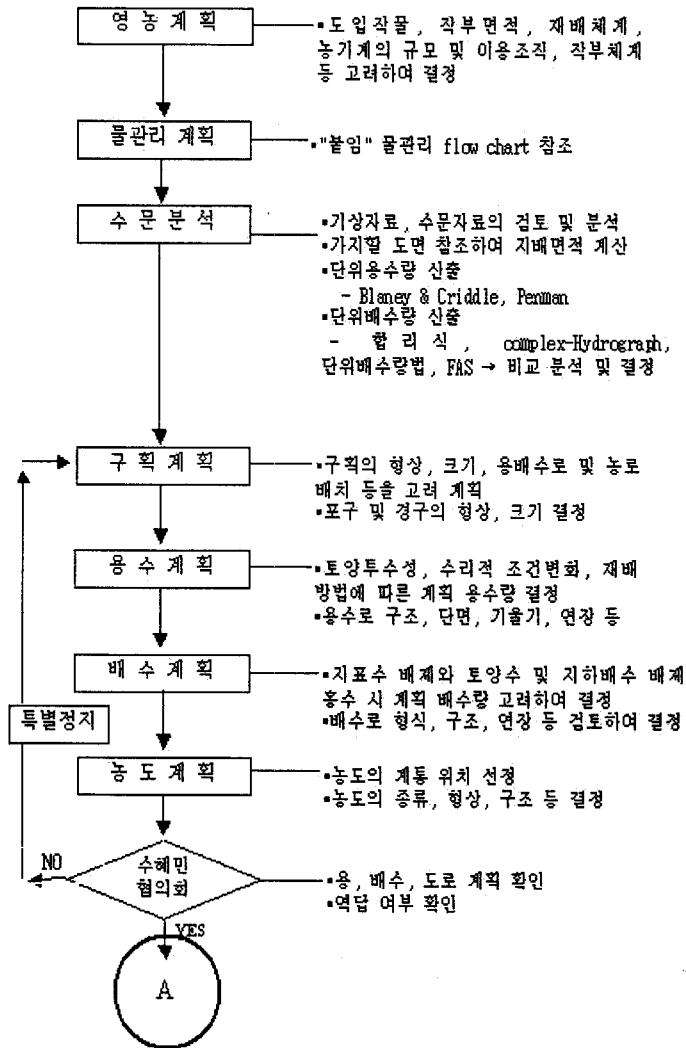 영 농 계 획
▪도입작물, 작부면적, 재배체계,
농기계의 규모 및 이용조직, 작부체계
등 고려하여 결정
물관리 계획
▪"붙임" 물관리 flow chart 참조
수 문 분 석
▪기상자료, 수문자료의 검토 및 분석
▪가지할 도면 참조하여 지배면적 계산
▪단위용수량 산출
- Blaney & Criddle, Penman
▪단위배수량 산출
- 합 리 식 , complex-Hydrograph,
단위배수량법, FAS → 비교 분석 및 결정
구 획 계 획
▪구획의 형상, 크기, 용배수로 및 농로
배치 등을 고려 계획
▪포구 및 경구의 형상, 크기 결정
용 수 계 획
▪토양투수성, 수리적 조건변화, 재배
방법에 따른 계획 용수량 결정
▪용수로 구조, 단면, 기울기, 연장 등
배 수 계 획
▪지표수 배제와 토양수 및 지하배수 배제
홍수 시 계획 배수량 고려하여 결정
▪배수로 형식, 구조, 연장 등 검토하여 결정
특별정지
농 도 계 획
▪농도의 계통 위치 선정
▪농도의 종류, 형상, 구조 등 결정
NO
수혜민
협의회
▪용, 배수, 도로 계획 확인
▪역답 여부 확인
YES
A